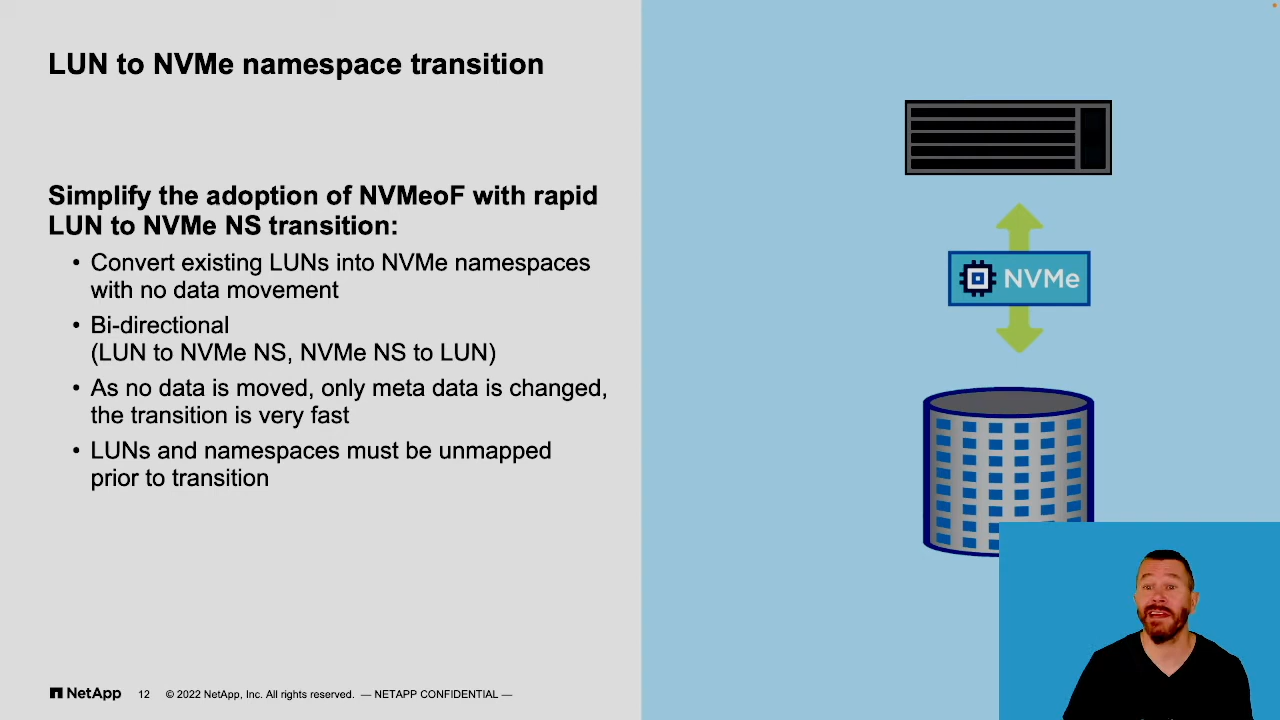 LUN to NVMe namespace transition
Simplify the adoption of NVMeoF with rapid
LUN to NVMe NS transition:
• Convert existing LUNs into NVMe namespaces
with no data movement
• Bi-directional
(LUN to NVMe NS, NVMe NS to LUN)
• As no data is moved, only meta data is changed,
the transition is very fast
• LUNs and namespaces must be unmapped
prior to transition
NVMe
NetApp 12 © 2022 NetApp, Inc. All rights reserved. — NETAPP CONFIDENTIAL —